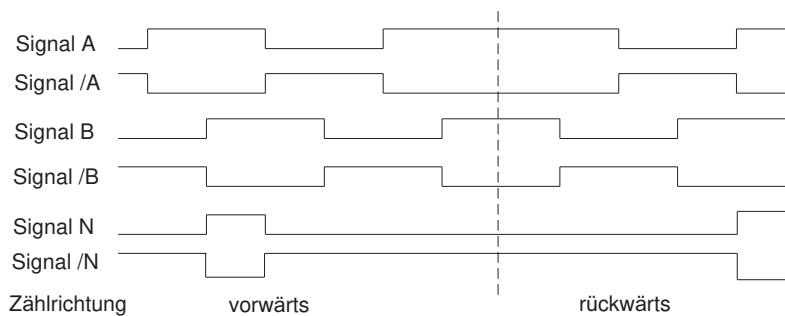 Signal A
Signal /A
Signal B
Signal /B
Signal N
Signal /N
Zählrichtung vorwärts rückwärts